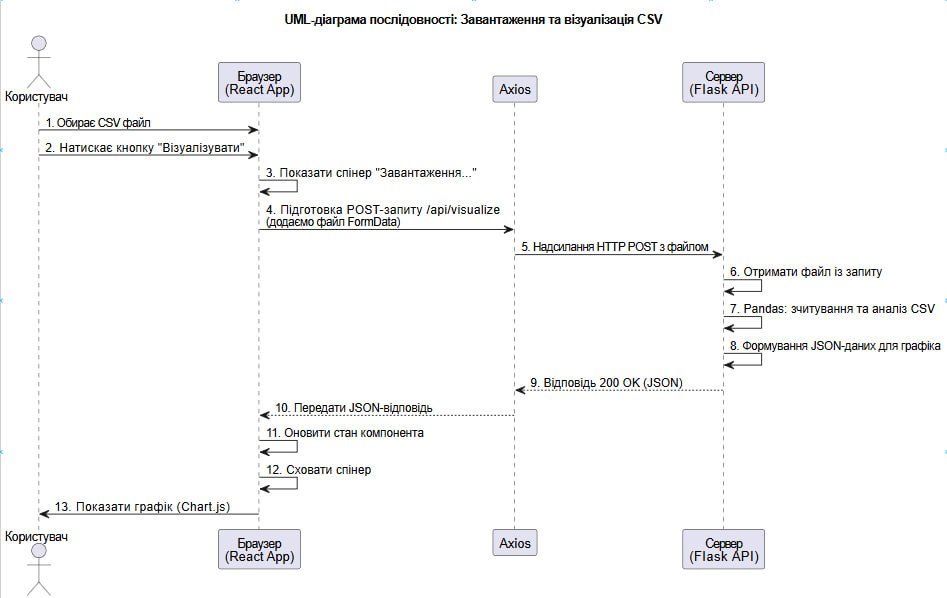 UML-діаграма послідовності: Завантаження та візуалізація CSV
Користувач
Браузер
(React App)
Axios
Сервер
(Flask API)
1. Обирає CSV файл
2. Натискає кнопку "Візуалізувати"
3. Показати спінер "Завантаження..."
4. Підготовка POST-запиту /api/visualize
(додаємо файл FormData)
5. Надсилання HTTP POST з файлом
6. Отримати файл із запиту
7. Pandas: зчитування та аналіз CSV
8. Формування JSON-даних для графіка
9. Відповідь 200 OK (JSON)
10. Передати JSON-відповідь
11. Оновити стан компонента
12. Сховати спінер
13. Показати графік (Chart.js)
Користувач
Браузер
(React App)
Axios
Сервер
(Flask API)